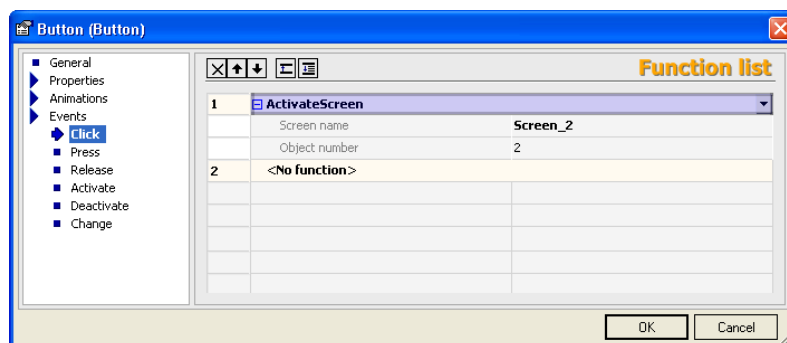 Button (Button)
General
Properties
Animations
Events
Click
Press
Release
Activate
Deactivate
Change
Function list
1 ActivateScreen
Screen name Screen_2
Object number 2
2 <No function>
OK Cancel